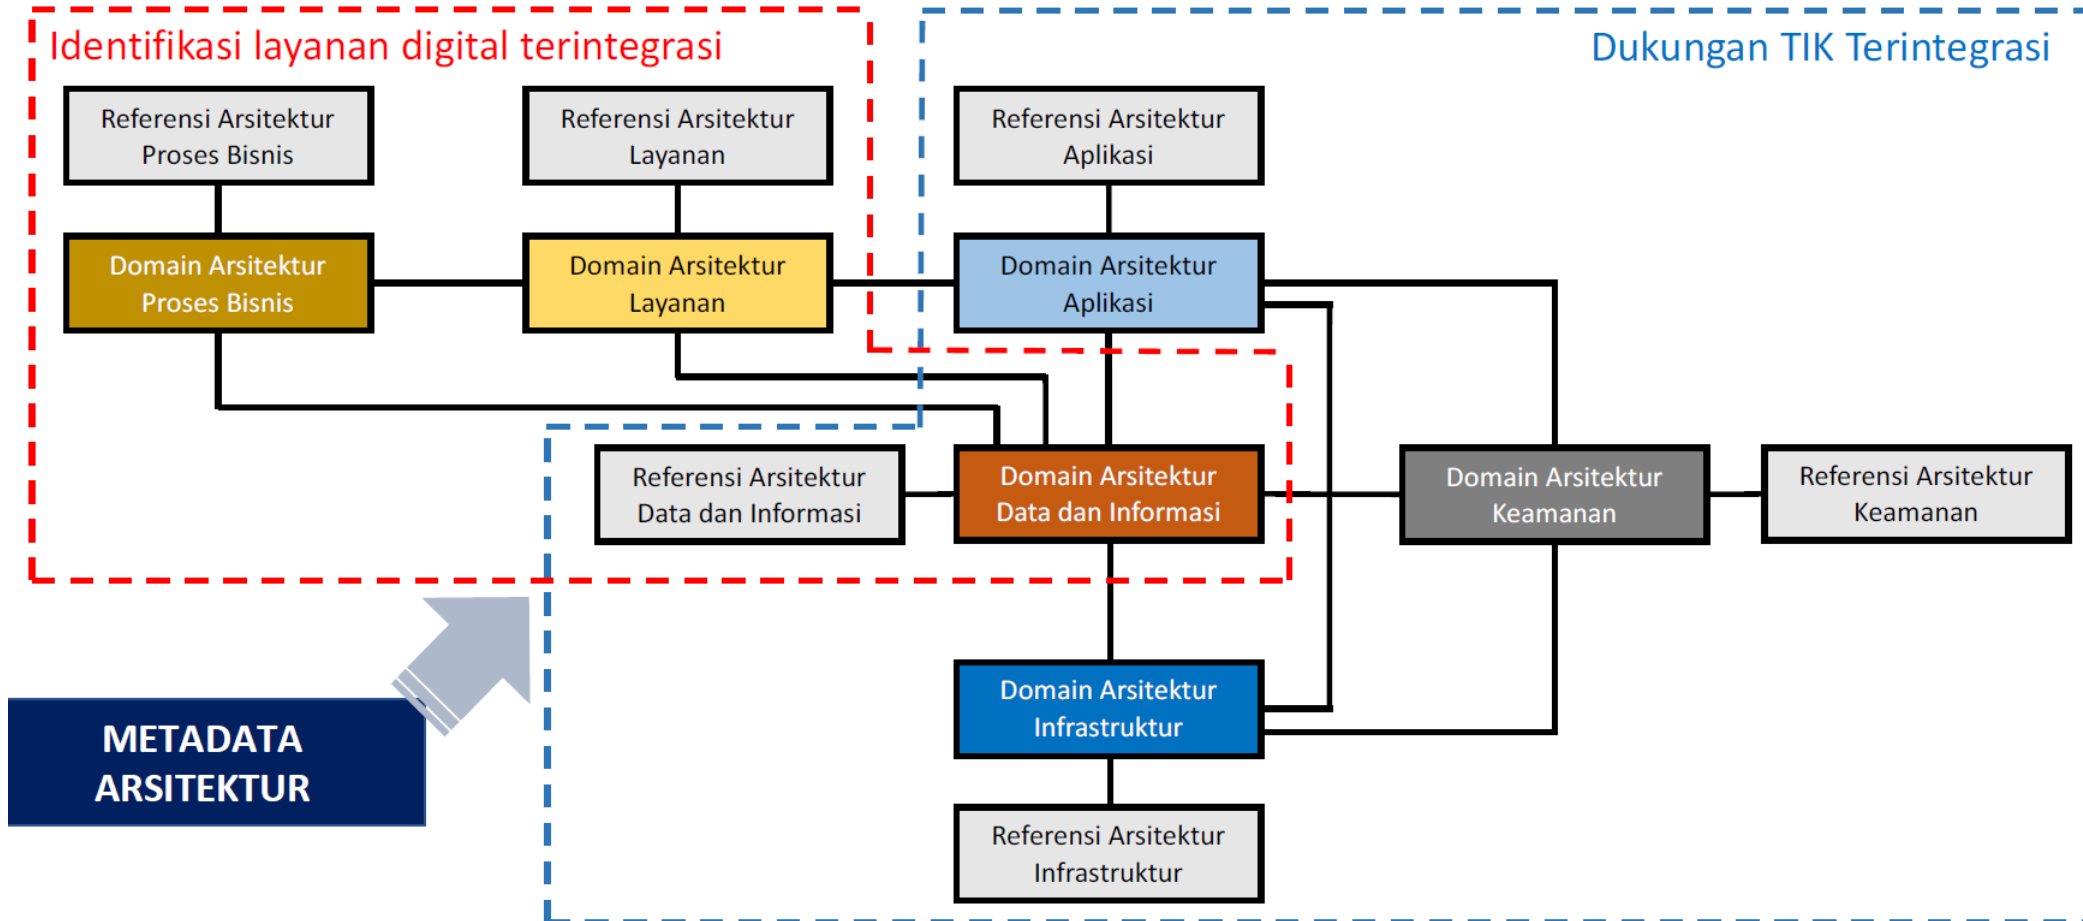 Identifikasi layanan digital terintegrasi
Dukungan TIK Terintegrasi
Referensi Arsitektur
Proses Bisnis
Referensi Arsitektur
Layanan
Referensi Arsitektur
Aplikasi
Domain Arsitektur
Proses Bisnis
Domain Arsitektur
Layanan
Domain Arsitektur
Aplikasi
Referensi Arsitektur
Data dan Informasi
Domain Arsitektur
Data dan Informasi
Domain Arsitektur
Keamanan
Referensi Arsitektur
Keamanan
Domain Arsitektur
Infrastruktur
METADATA
ARSITEKTUR
Referensi Arsitektur
Infrastruktur